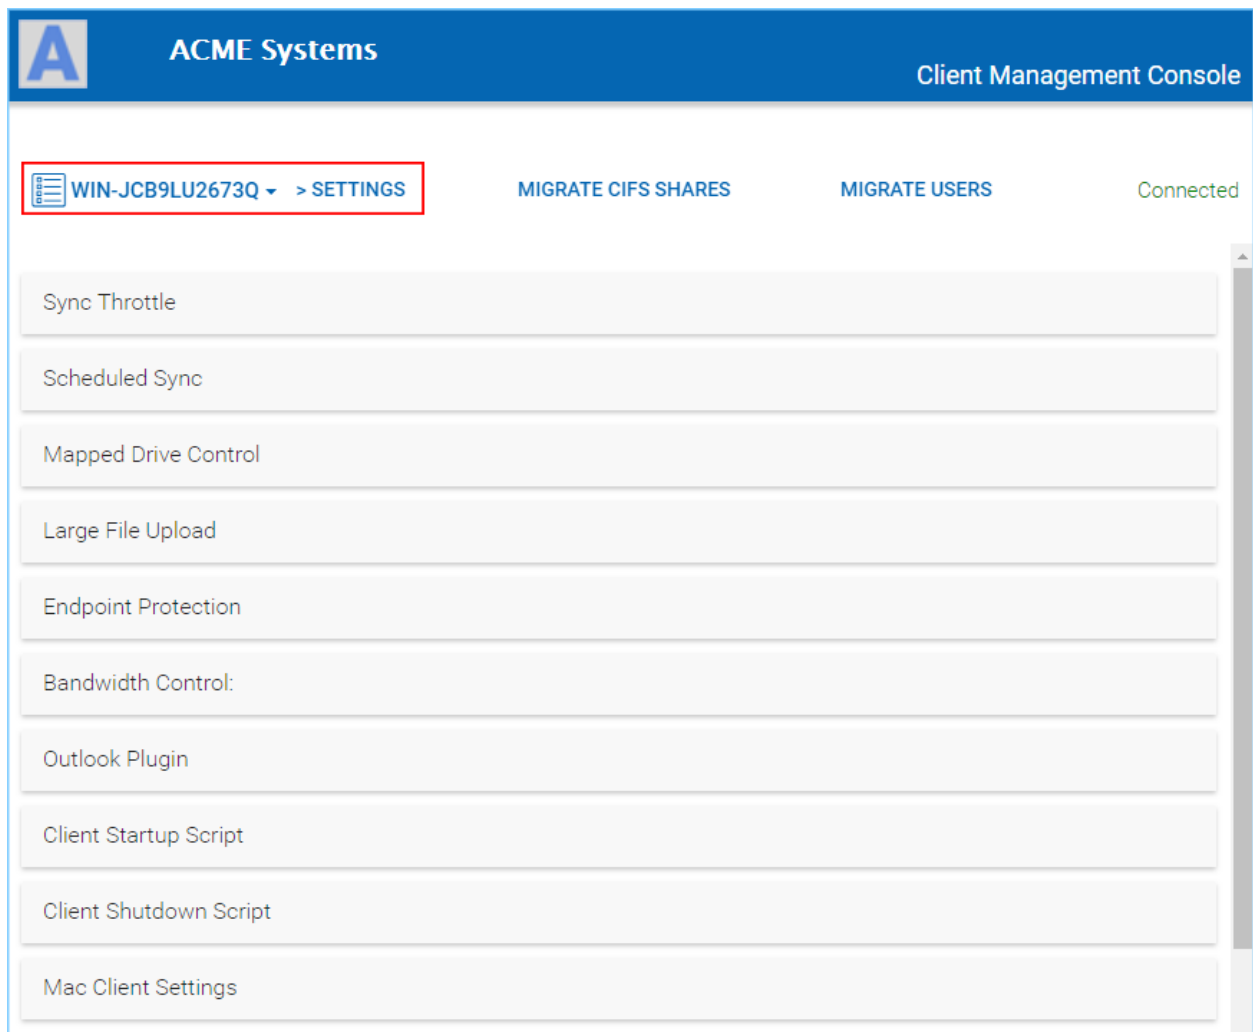 A
ACME Systems
Client Management Console
WIN-JCB9LU2673Q > SETTINGS MIGRATE CIFS SHARES MIGRATE USERS Connected
Sync Throttle
Scheduled Sync
Mapped Drive Control
Large File Upload
Endpoint Protection
Bandwidth Control:
Outlook Plugin
Client Startup Script
Client Shutdown Script
Mac Client Settings